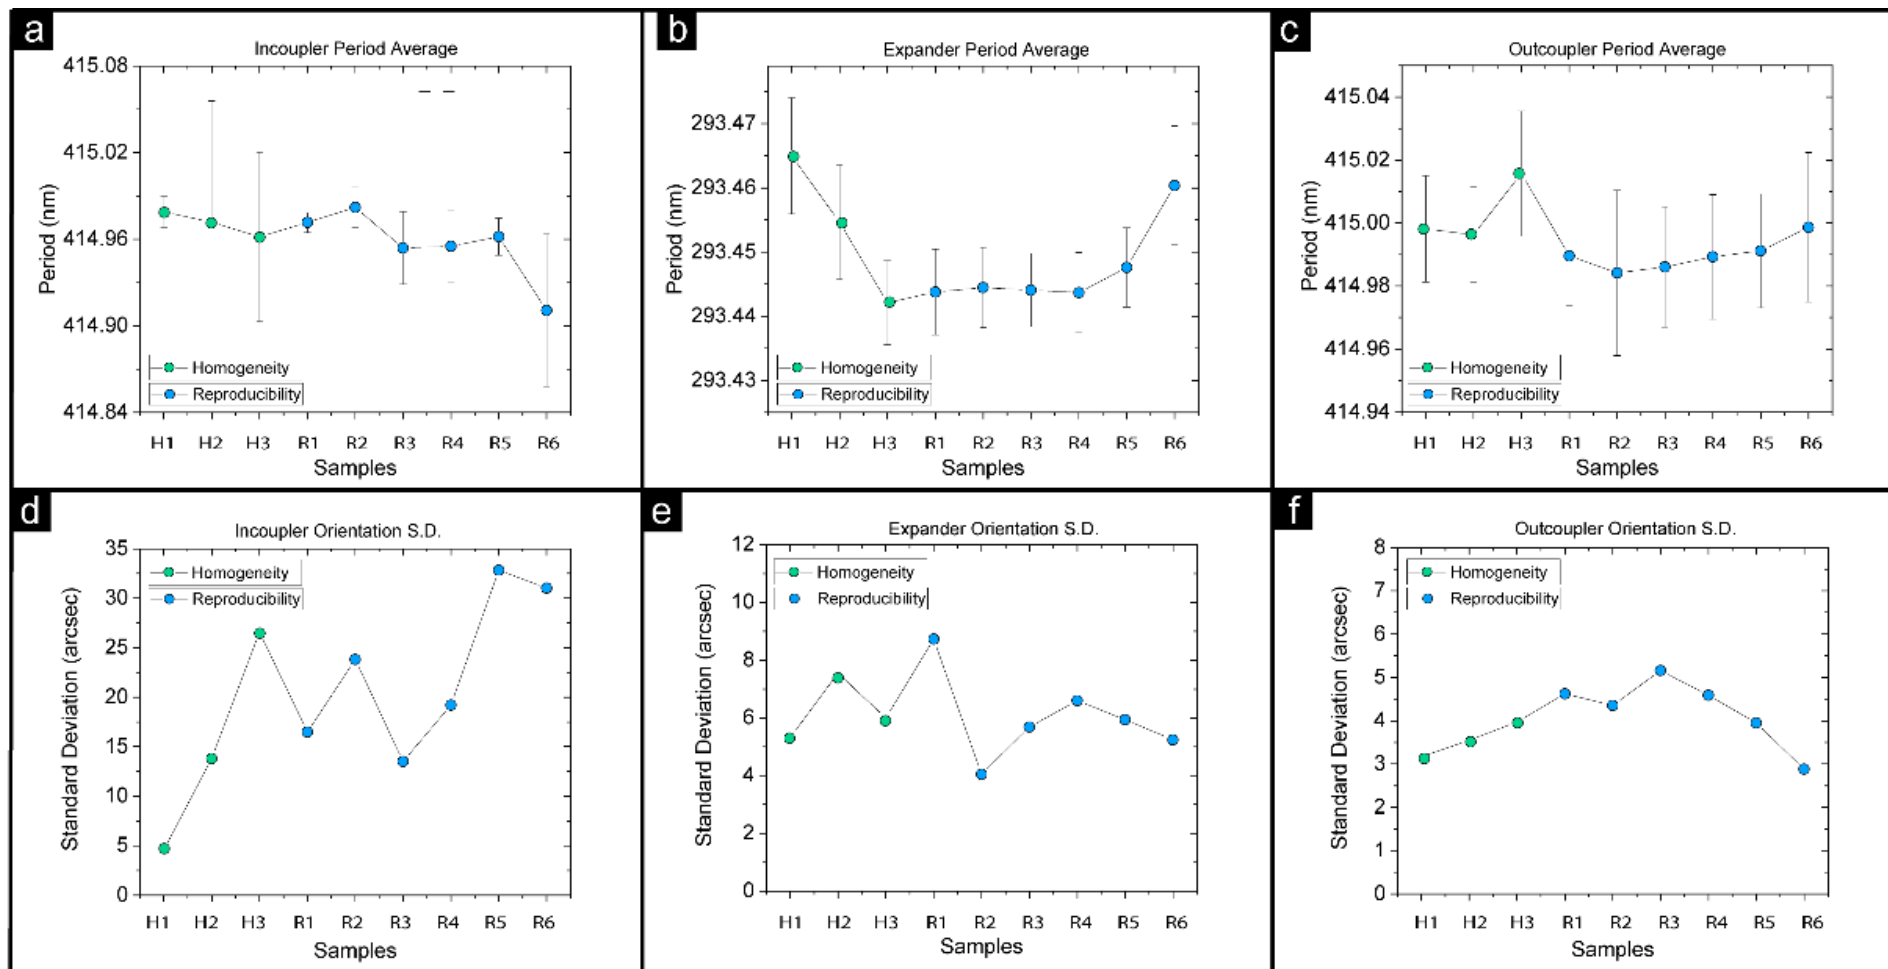 a
Incoupler Period Average
415.08
415.02
414.96
414.90
414.84
Period (nm)
Homogeneity
Reproducibility
H1 H2 H3 R1 R2 R3 R4 R5 R6
Samples
b
Expander Period Average
293.47
293.46
293.45
293.44
293.43
Period (nm)
Homogeneity
Reproducibility
H1 H2 H3 R1 R2 R3 R4 R5 R6
Samples
c
Outcoupler Period Average
415.04
415.02
415.00
414.98
414.96
414.94
Period (nm)
Homogeneity
Reproducibility
H1 H2 H3 R1 R2 R3 R4 R5 R6
Samples
d
Incoupler Orientation S.D.
35
30
25
20
15
10
5
0
Standard Deviation (arcsec)
Homogeneity
Reproducibility
H1 H2 H3 R1 R2 R3 R4 R5 R6
Samples
e
Expander Orientation S.D.
12
10
8
6
4
2
0
Standard Deviation (arcsec)
Homogeneity
Reproducibility
H1 H2 H3 R1 R2 R3 R4 R5 R6
Samples
f
Outcoupler Orientation S.D.
8
7
6
5
4
3
2
1
0
Standard Deviation (arcsec)
Homogeneity
Reproducibility
H1 H2 H3 R1 R2 R3 R4 R5 R6
Samples